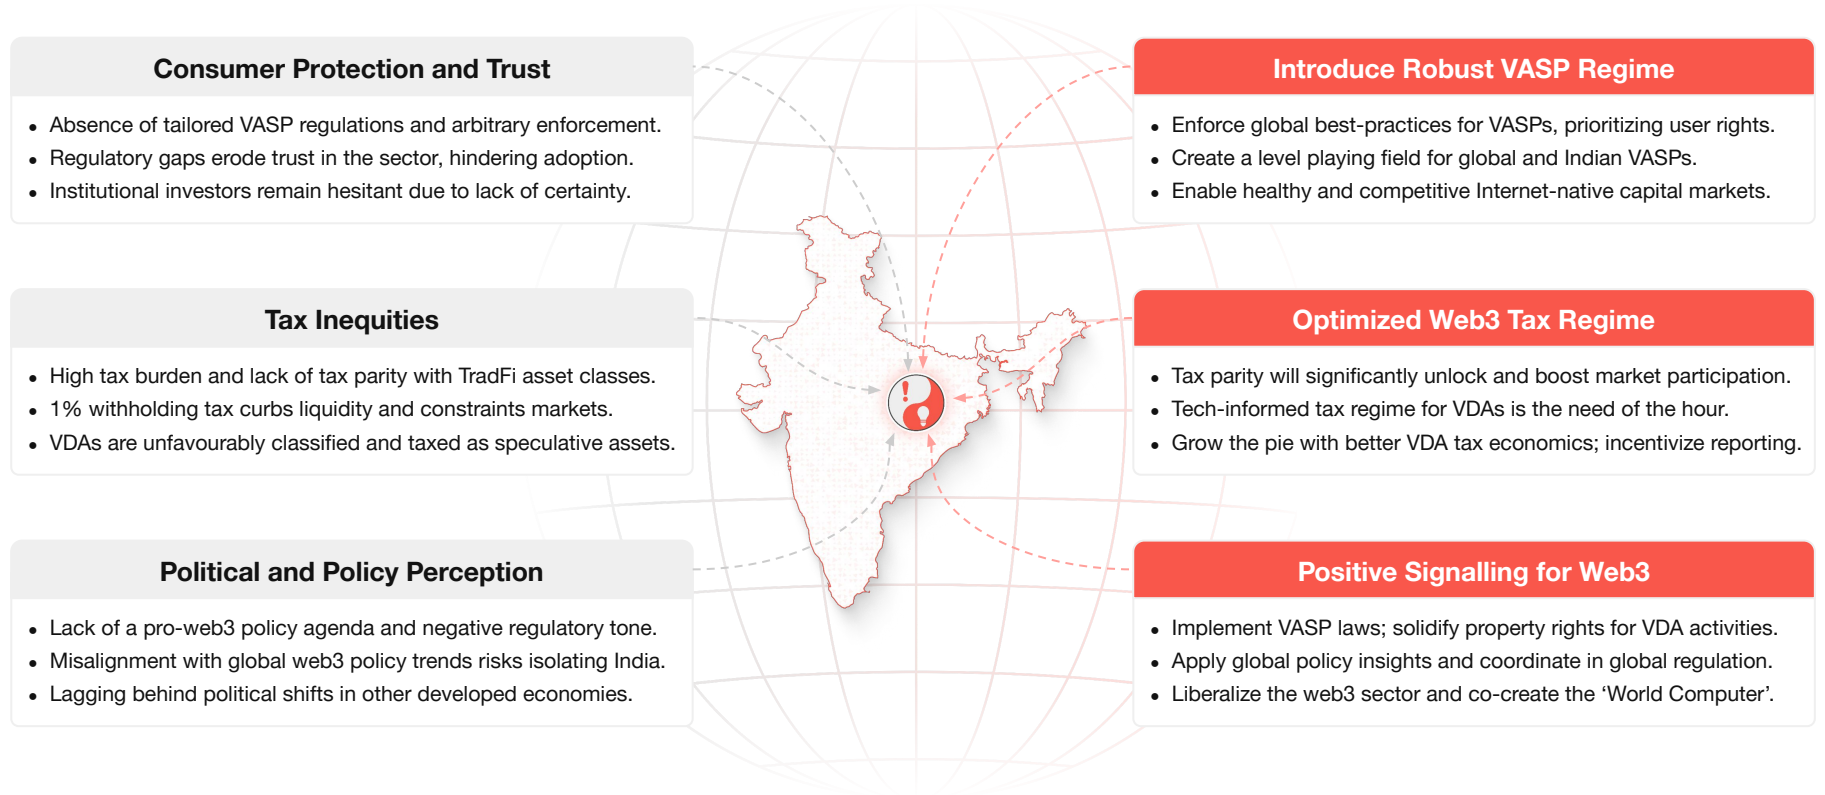 Consumer Protection and Trust
• Absence of tailored VASP regulations and arbitrary enforcement.
• Regulatory gaps erode trust in the sector, hindering adoption.
• Institutional investors remain hesitant due to lack of certainty.
Tax Inequities
• High tax burden and lack of tax parity with TradFi asset classes.
• 1% withholding tax curbs liquidity and constraints markets.
• VDAs are unfavourably classified and taxed as speculative assets.
Political and Policy Perception
• Lack of a pro-web3 policy agenda and negative regulatory tone.
• Misalignment with global web3 policy trends risks isolating India.
• Lagging behind political shifts in other developed economies.
!
Introduce Robust VASP Regime
• Enforce global best-practices for VASPs, prioritizing user rights.
• Create a level playing field for global and Indian VASPs.
• Enable healthy and competitive Internet-native capital markets.
Optimized Web3 Tax Regime
• Tax parity will significantly unlock and boost market participation.
• Tech-informed tax regime for VDAs is the need of the hour.
• Grow the pie with better VDA tax economics; incentivize reporting.
Positive Signalling for Web3
• Implement VASP laws; solidify property rights for VDA activities.
• Apply global policy insights and coordinate in global regulation.
• Liberalize the web3 sector and co-create the ‘World Computer’.